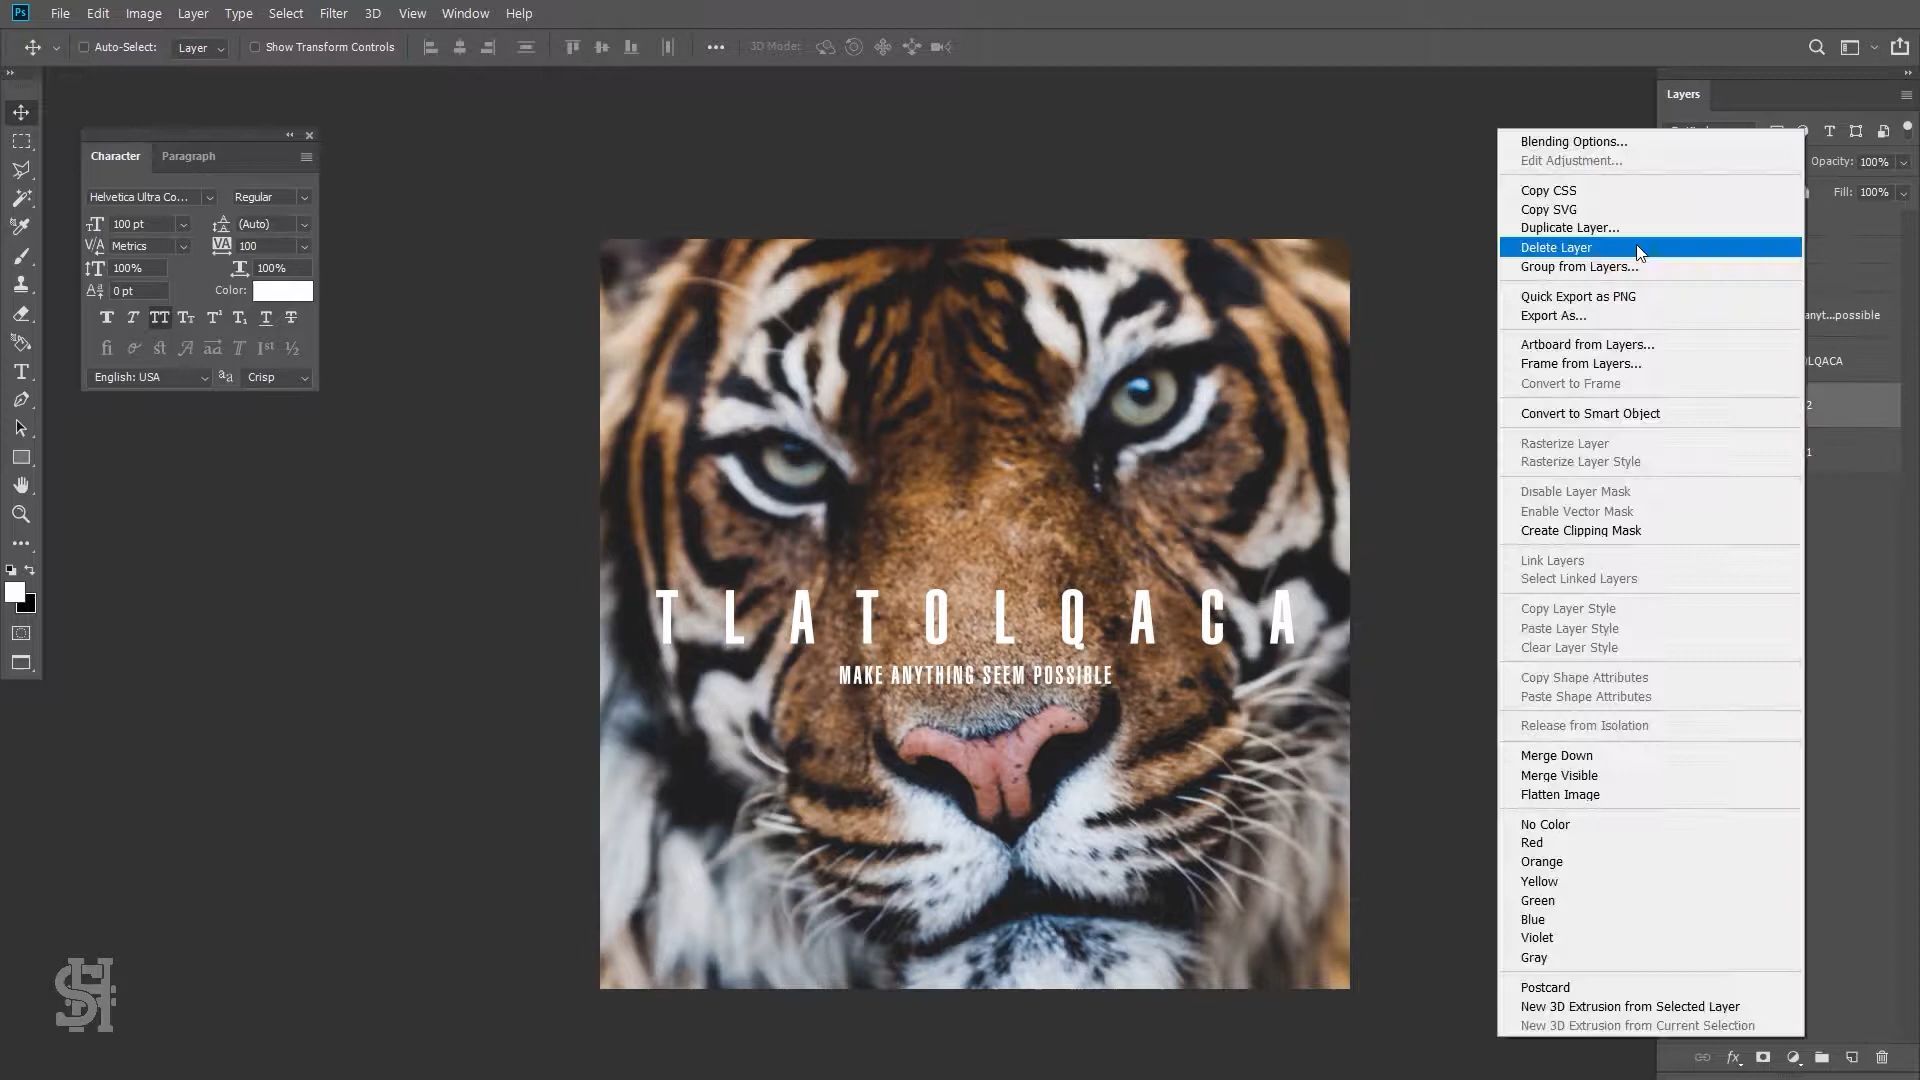 Ps File Edit Image Layer Type Select Filter 3D View Window Help
Auto-Select: Layer Show Transform Controls 3D Mode:
Layers
Character Paragraph
Helvetica Ultra Co... Regular
100 pt (Auto)
Metrics 100
100% 100%
0 pt Color:
English: USA Crisp
TLATOLQACA
MAKE ANYTHING SEEM POSSIBLE
Blending Options...
Edit Adjustment...
Copy CSS
Copy SVG
Duplicate Layer...
Delete Layer
Group from Layers...
Quick Export as PNG
Export As...
Artboard from Layers...
Frame from Layers...
Convert to Frame
Convert to Smart Object
Rasterize Layer
Rasterize Layer Style
Disable Layer Mask
Enable Vector Mask
Create Clipping Mask
Link Layers
Select Linked Layers
Copy Layer Style
Paste Layer Style
Clear Layer Style
Copy Shape Attributes
Paste Shape Attributes
Release from Isolation
Merge Down
Merge Visible
Flatten Image
No Color
Red
Orange
Yellow
Green
Blue
Violet
Gray
Postcard
New 3D Extrusion from Selected Layer
New 3D Extrusion from Current Selection
Opacity: 100%
Fill: 100%
anyt...possible
LQACA
2
1